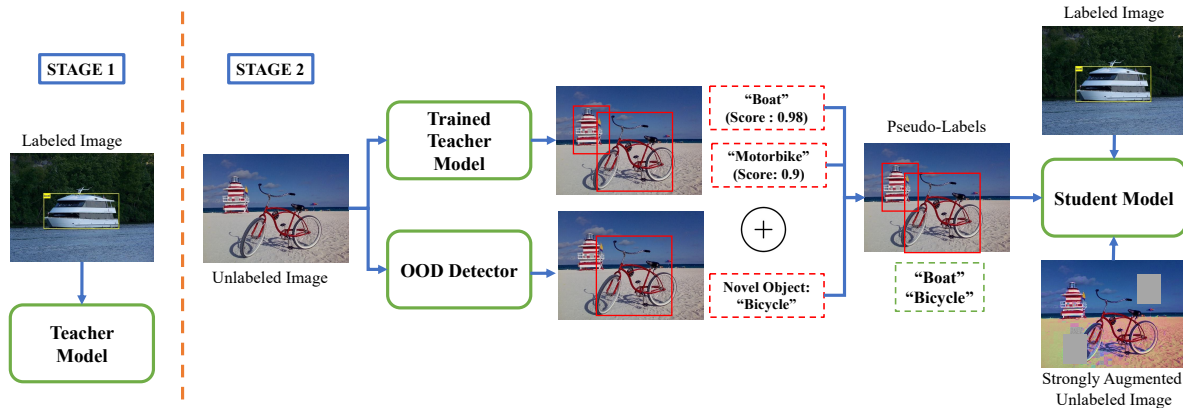 STAGE 1
Labeled Image
Teacher
Model
STAGE 2
Unlabeled Image
Trained
Teacher
Model
OOD Detector
“Boat”
(Score : 0.98)
“Motorbike”
(Score: 0.9)
+
Novel Object:
“Bicycle”
Pseudo-Labels
“Boat”
“Bicycle”
Labeled Image
Student Model
Strongly Augmented
Unlabeled Image